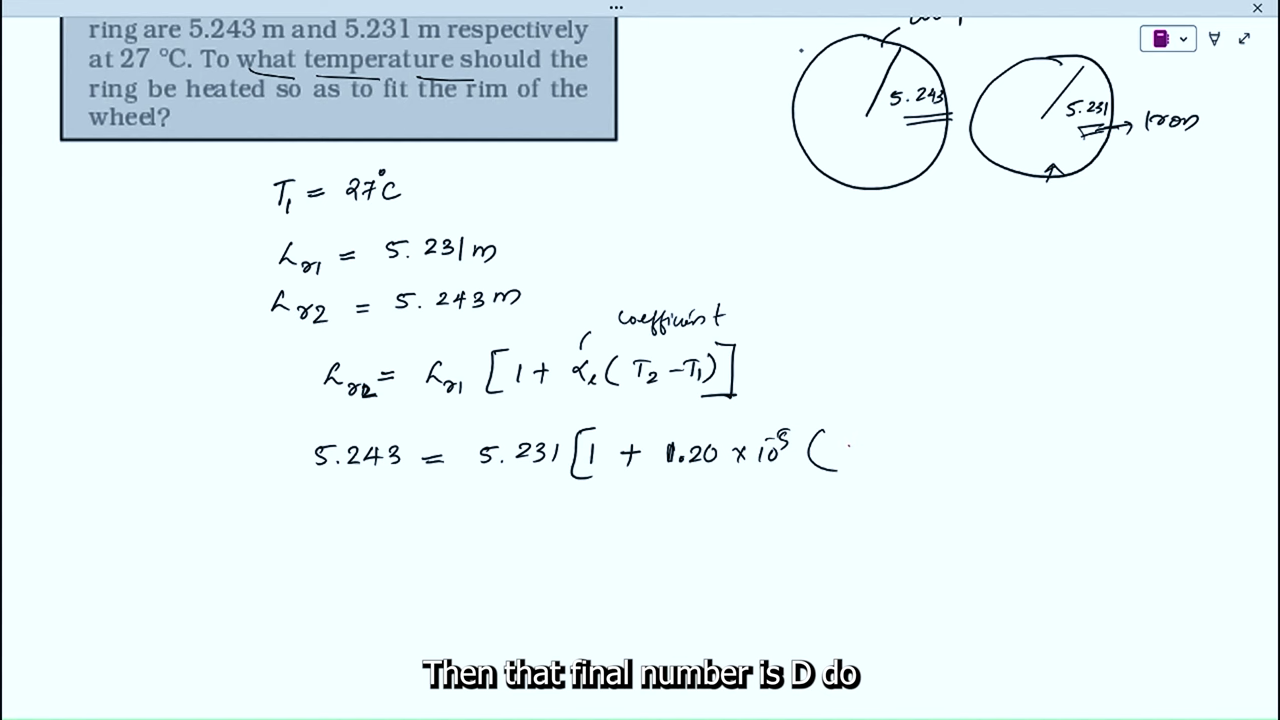 ring are 5.243 m and 5.231 m respectively
at 27 °C. To what temperature should the
ring be heated so as to fit the rim of the
wheel?
5.243
5.231 → Iron
T₁ = 27°C
Lr1 = 5.231m
Lr2 = 5.243m
coefficient
Lr2 = Lr1 [1 + αℓ (T₂ - T₁)]
5.243 = 5.231 [1 + 1.20 × 10⁻⁵ (
Then that final number is D do